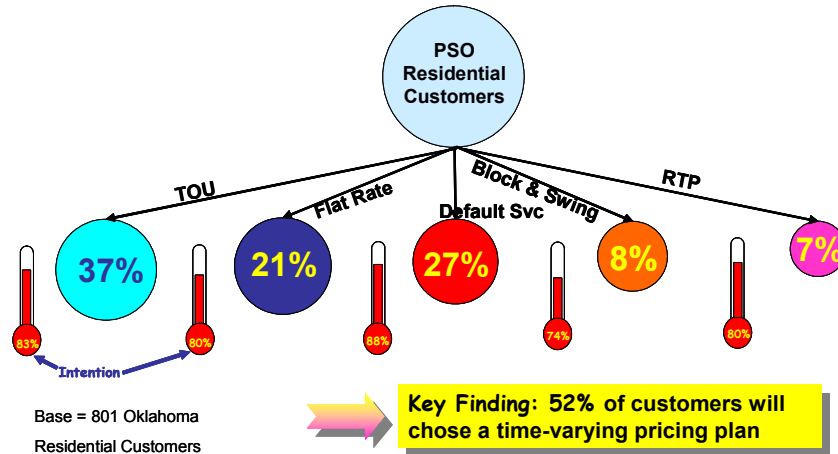 PSO
Residential
Customers
TOU
Flat Rate
Default Svc
Block & Swing
RTP
37%
21%
27%
8%
7%
83%
80%
88%
74%
80%
Intention
Base = 801 Oklahoma
Residential Customers
Key Finding: 52% of customers will
chose a time-varying pricing plan